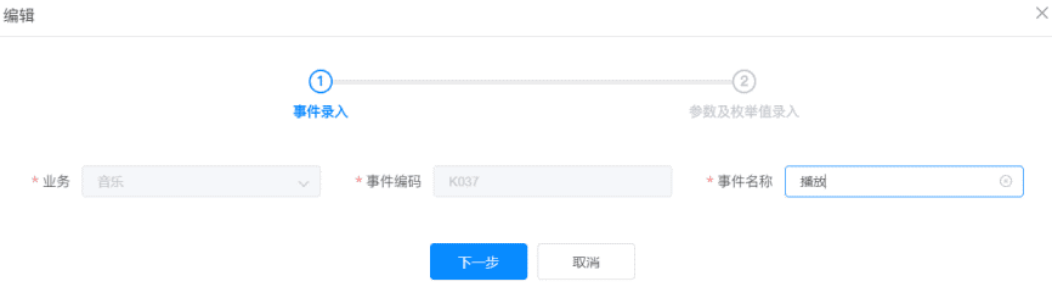 编辑
1
2
事件录入
参数及枚举值录入
* 业务 音乐 * 事件编码 K037 * 事件名称 播放
下一步 取消